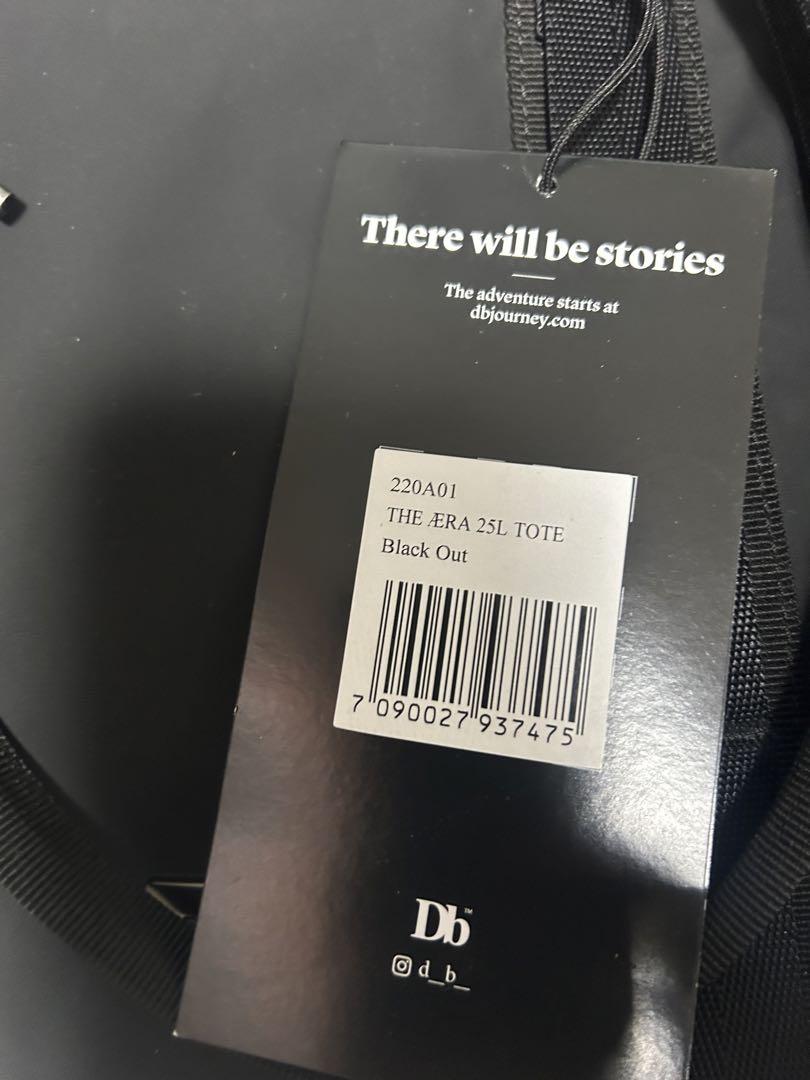 There will be stories
The adventure starts at
dbjourney.com
220A01
THE ÆRA 25L TOTE
Black Out
7 090027 937475
Db™
d_b_